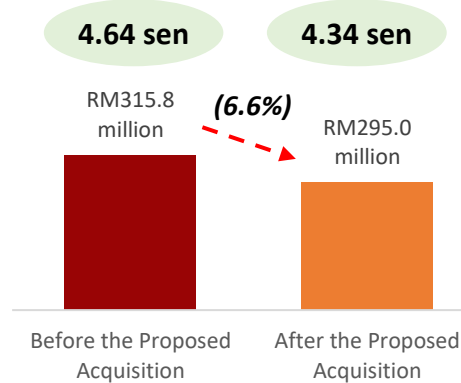 4.64 sen
4.34 sen
RM315.8
million
(6.6%)
RM295.0
million
Before the Proposed
Acquisition
After the Proposed
Acquisition